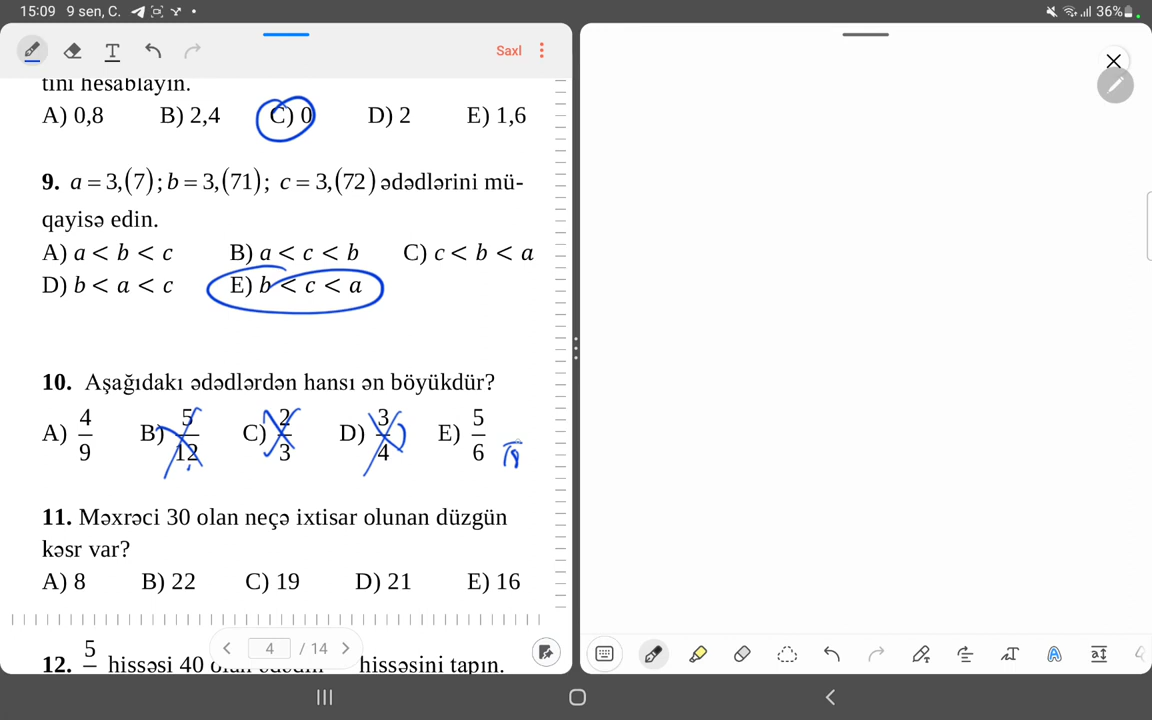 15:09 9 sen, C. 36%
T Saxl
tini hesablayın.
A) 0,8 B) 2,4 C) 0 D) 2 E) 1,6
9. a = 3,(7); b = 3,(71); c = 3,(72) ədədlərini mü-
qayisə edin.
A) a < b < c B) a < c < b C) c < b < a
D) b < a < c E) b < c < a
10. Aşağıdakı ədədlərdən hansı ən böyükdür?
A) 4/9 B) 5/12 C) 2/3 D) 3/4 E) 5/6
11. Məxrəci 30 olan neçə ixtisar olunan düzgün
kəsr var?
A) 8 B) 22 C) 19 D) 21 E) 16
< 4 / 14 >
12. 5 hissəsi 40 hissəsini tapın.